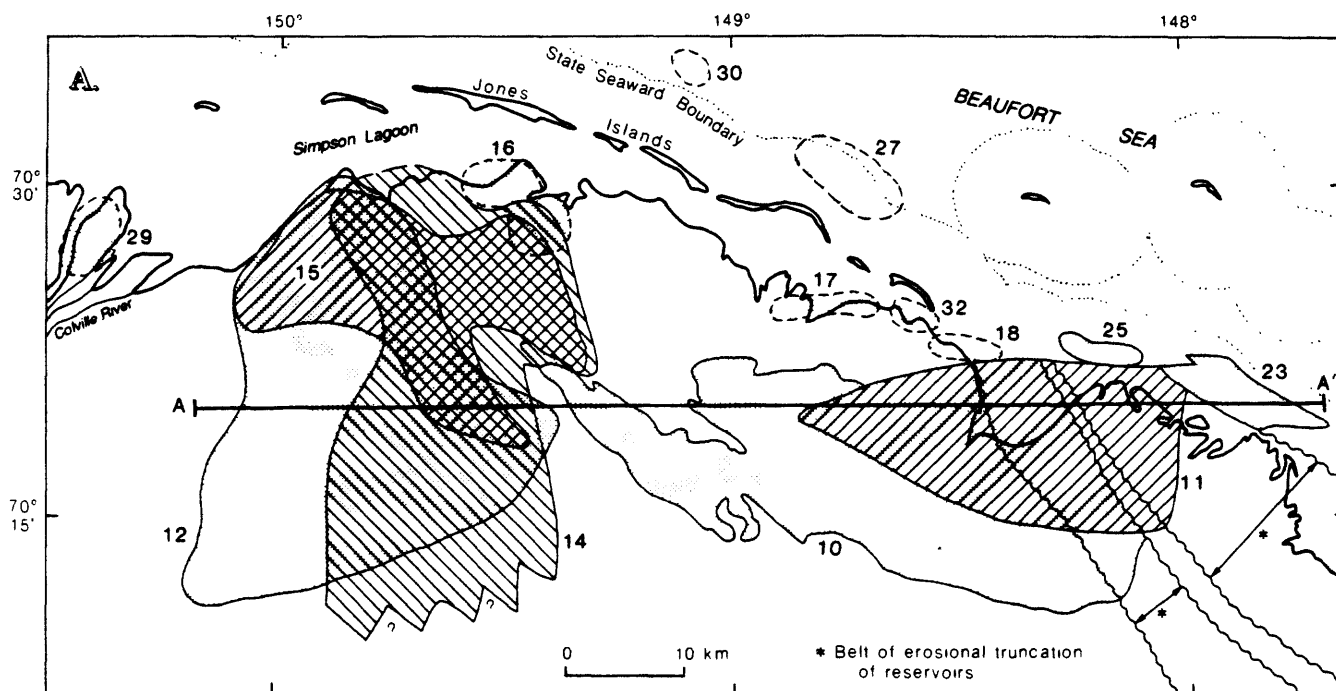 150°
149°
148°
A
30
State Seaward Boundary
BEAUFORT
SEA
Jones
Islands
Simpson Lagoon
16
27
70°
30'
29
15
Colville River
17
32
18
25
23
A
A'
70°
15'
12
14
10
11
*
*
?
?
0 10 km
* Belt of erosional truncation
of reservoirs